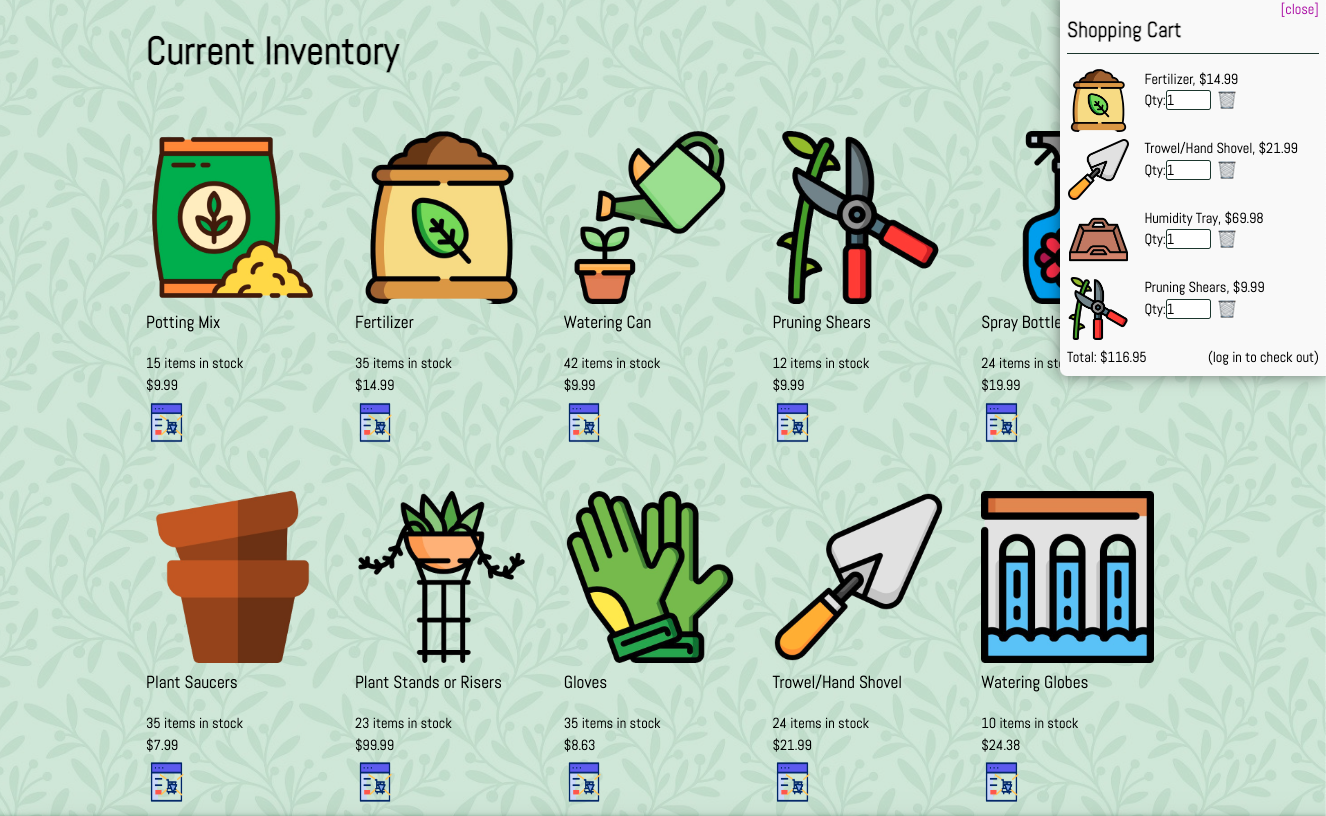 Current Inventory
Potting Mix
15 items in stock
$9.99
Fertilizer
35 items in stock
$14.99
Watering Can
42 items in stock
$9.99
Pruning Shears
12 items in stock
$9.99
Spray Bottle
24 items in st
$19.99
Plant Saucers
35 items in stock
$7.99
Plant Stands or Risers
23 items in stock
$99.99
Gloves
35 items in stock
$8.63
Trowel/Hand Shovel
24 items in stock
$21.99
Watering Globes
10 items in stock
$24.38
[close]
Shopping Cart
Fertilizer, $14.99
Qty:1
Trowel/Hand Shovel, $21.99
Qty:1
Humidity Tray, $69.98
Qty:1
Pruning Shears, $9.99
Qty:1
Total: $116.95 (log in to check out)